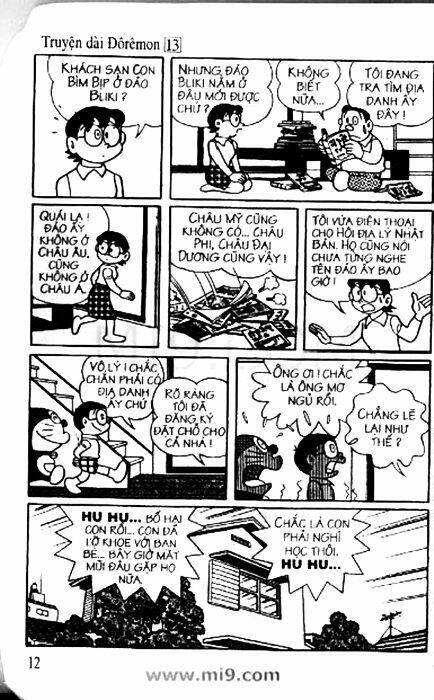 Truyện dài Đôrêmon 13
KHÁCH SẠN CON
BÌM BỊP Ở ĐẢO
BLIKI ?
NHƯNG, ĐẢO
BLIKI NẰM Ở
ĐÂU MỚI ĐƯỢC
CHỨ ?
KHÔNG
BIẾT
NỮA...
TÔI ĐANG
TRA TÌM ĐỊA
DANH ẤY
ĐÂY !
QUÁI LẠ !
ĐẢO ẤY
KHÔNG Ở
CHÂU ÂU,
CŨNG
KHÔNG Ở
CHÂU Á.
CHÂU MỸ CŨNG
KHÔNG CÓ... CHÂU
PHI, CHÂU ĐẠI
DƯƠNG CŨNG VẬY !
TÔI VỪA ĐIỆN THOẠI
CHO HỘI ĐỊA LÝ NHẬT
BẢN. HỌ CŨNG NÓI
CHƯA TỪNG NGHE
TÊN ĐẢO ẤY BAO
GIỜ !
VÔ LÝ ! CHẮC
CHẮN PHẢI CÓ
ĐỊA DANH
ẤY CHỨ !
RÕ RÀNG
TÔI ĐÃ
ĐĂNG KÝ
ĐẶT CHỖ CHO
CẢ NHÀ !
ÔNG ƠI ! CHẮC
LÀ ÔNG MƠ
NGỦ RỒI.
CHẲNG LẼ
LẠI NHƯ
THẾ ?
HU HU... BỐ HẠI
CON RỒI... CON ĐÃ
LỠ KHOE VỚI BẠN
BÈ... BÂY GIỜ MẶT
MŨI ĐÂU GẶP HỌ
NỮA
CHẮC LÀ CON
PHẢI NGHỈ
HỌC THÔI.
HU HU...
12
www.mi9.com